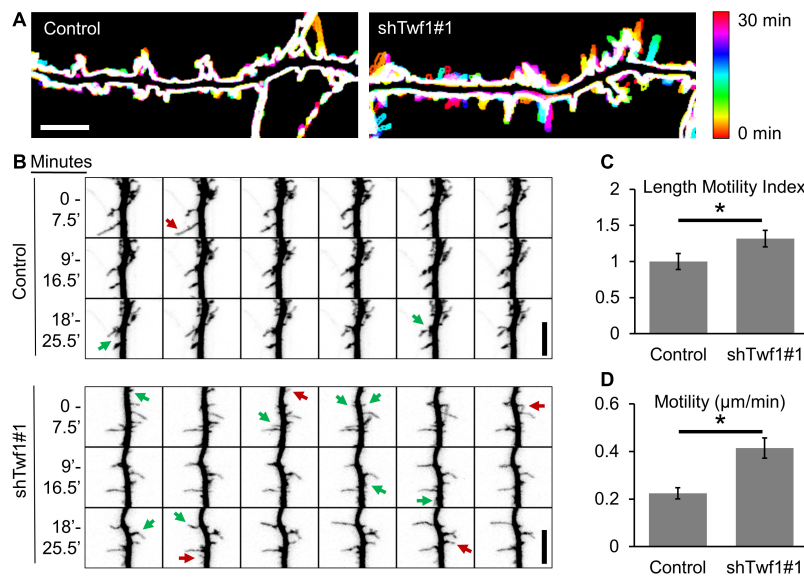 A
Control
shTwf1#1
30 min
0 min
B
Minutes
Control
0 -
7.5’
9’-
16.5’
18’-
25.5’
shTwf1#1
0 -
7.5’
9’-
16.5’
18’-
25.5’
C
Length Motility Index
2
1.5
1
0.5
0
*
Control
shTwf1#1
D
Motility (µm/min)
0.6
0.4
0.2
0
*
Control
shTwf1#1